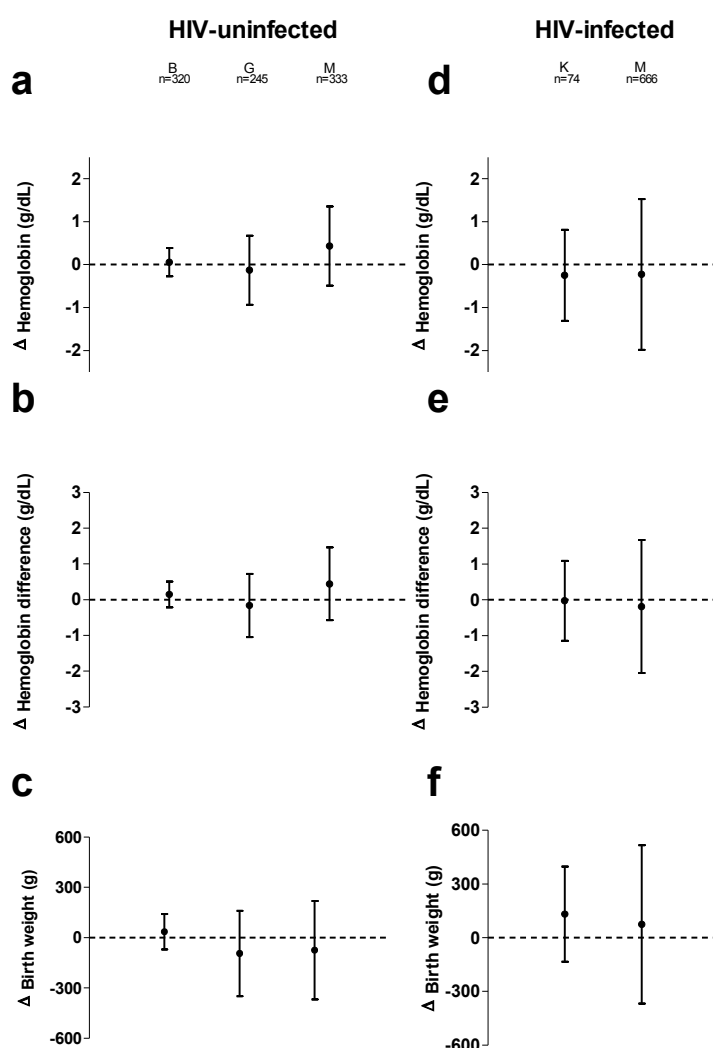 HIV-uninfected
HIV-infected
a
B
n=320
G
n=245
M
n=333
d
K
n=74
M
n=666
Δ Hemoglobin (g/dL)
2
1
0
-1
-2
Δ Hemoglobin (g/dL)
2
1
0
-1
-2
b
e
Δ Hemoglobin difference (g/dL)
3
2
1
0
-1
-2
-3
Δ Hemoglobin difference (g/dL)
3
2
1
0
-1
-2
-3
c
f
Δ Birth weight (g)
600
300
0
-300
-600
Δ Birth weight (g)
600
300
0
-300
-600